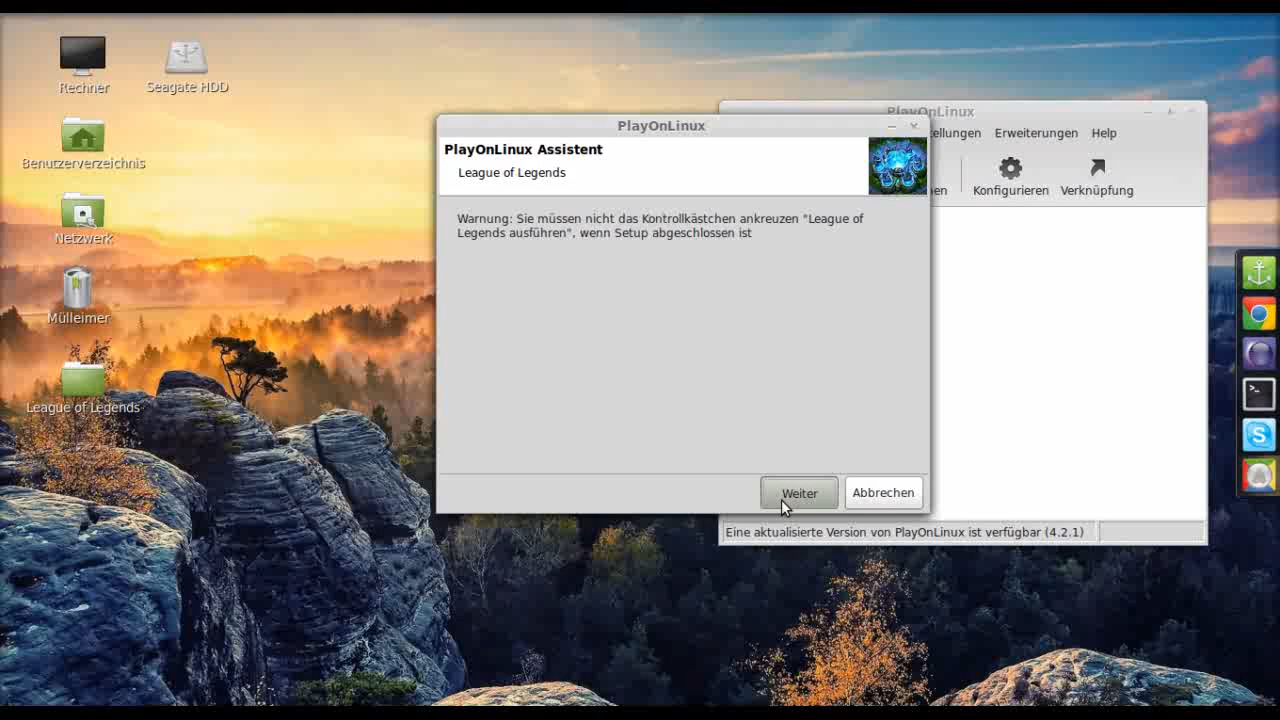 Rechner
Seagate HDD
Benutzerverzeichnis
Netzwerk
Mülleimer
League of Legends
PlayOnLinux
PlayOnLinux Assistent
League of Legends
Warnung: Sie müssen nicht das Kontrollkästchen ankreuzen "League of
Legends ausführen", wenn Setup abgeschlossen ist
Weiter
Abbrechen
PlayOnLinux
tellungen
Erweiterungen
Help
en
Konfigurieren
Verknüpfung
Eine aktualisierte Version von PlayOnLinux ist verfügbar (4.2.1)